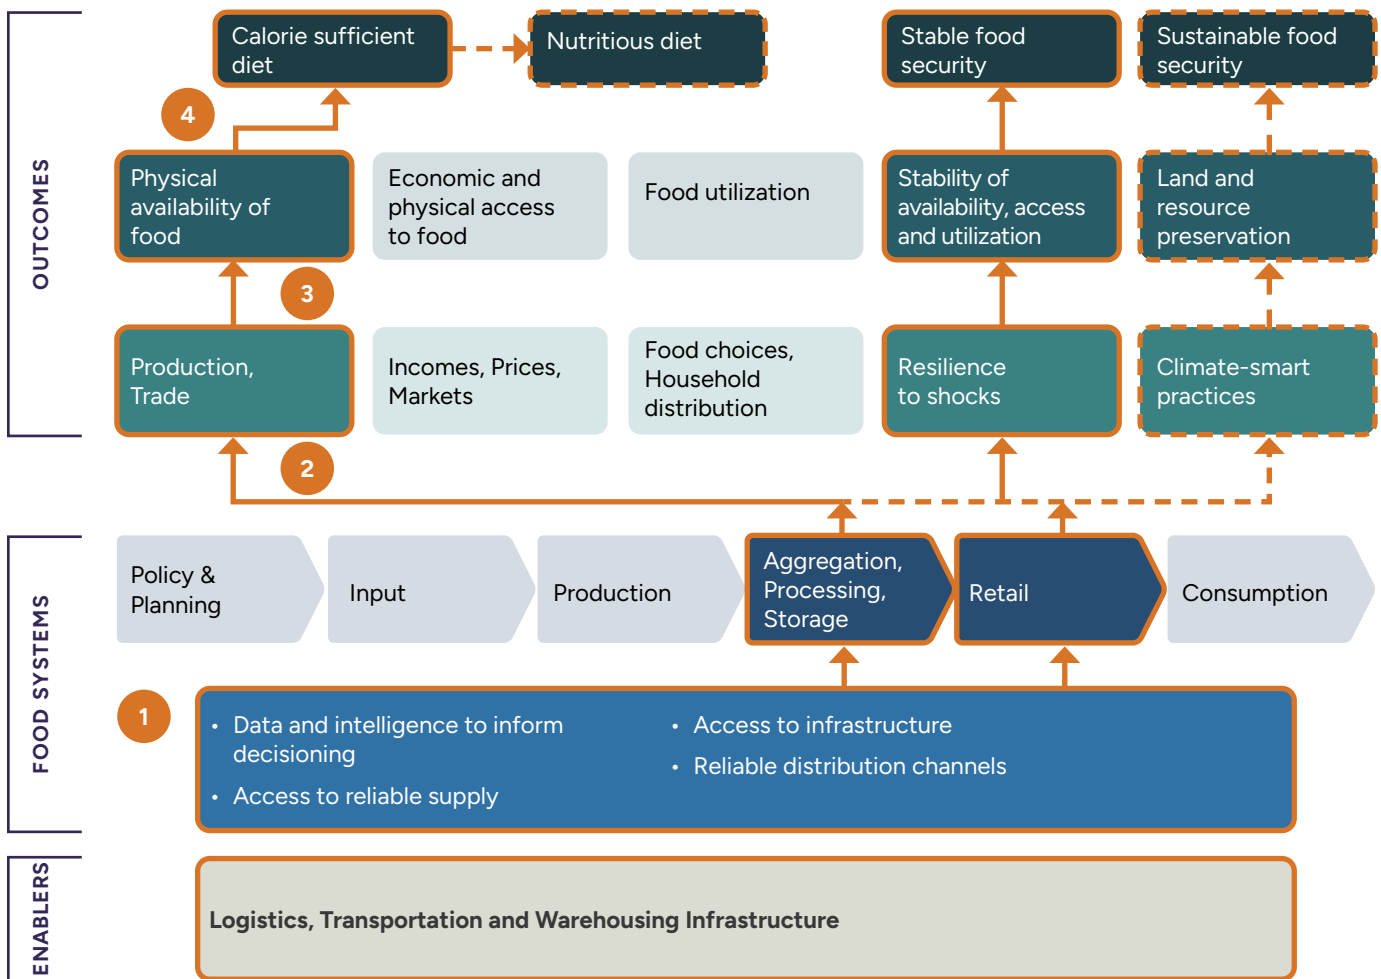 OUTCOMES
Calorie sufficient
diet
Nutritious diet
Stable food
security
Sustainable food
security
4
Physical
availability of
food
Economic and
physical access
to food
Food utilization
Stability of
availability, access
and utilization
Land and
resource
preservation
3
Production,
Trade
Incomes, Prices,
Markets
Food choices,
Household
distribution
Resilience
to shocks
Climate-smart
practices
2
FOOD SYSTEMS
Policy &
Planning
Input
Production
Aggregation,
Processing,
Storage
Retail
Consumption
1
• Data and intelligence to inform
decisioning
• Access to reliable supply
• Access to infrastructure
• Reliable distribution channels
ENABLERS
Logistics, Transportation and Warehousing Infrastructure